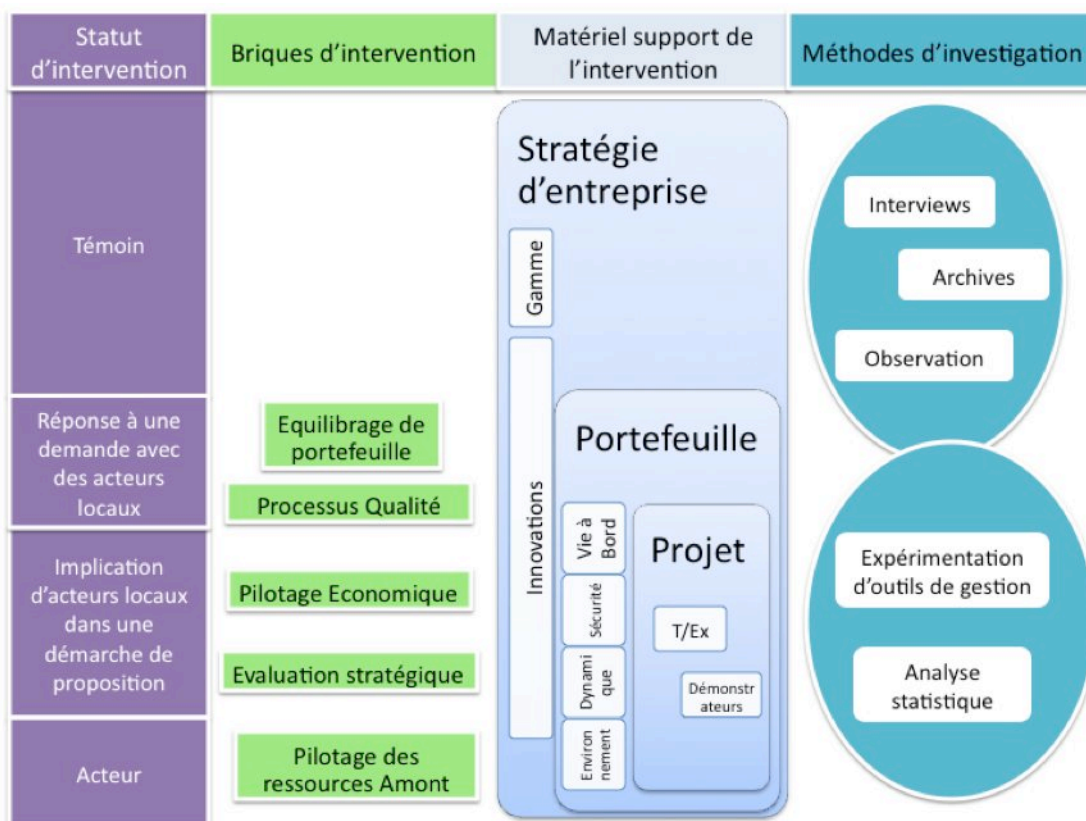 Statut
d'intervention
Briques d'intervention
Matériel support de
l'intervention
Méthodes d'investigation
Témoin
Réponse à une
demande avec
des acteurs
locaux
Implication
d'acteurs locaux
dans une
démarche de
proposition
Acteur
Equilibrage de
portefeuille
Processus Qualité
Pilotage Economique
Evaluation stratégique
Pilotage des
ressources Amont
Stratégie
d'entreprise
Gamme
Innovations
Portefeuille
Vie à
Bord
Sécurité
Dynami
que
Environ
nement
Projet
T/Ex
Démonstr
ateurs
Interviews
Archives
Observation
Expérimentation
d'outils de gestion
Analyse
statistique